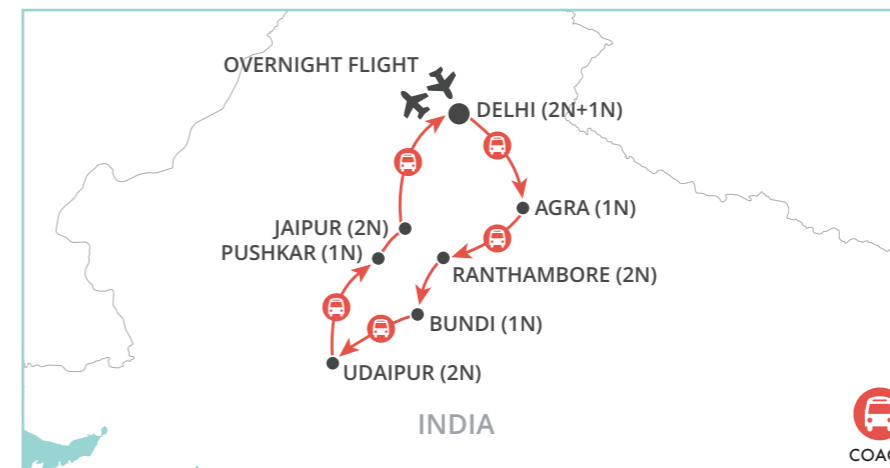 OVERNIGHT FLIGHT
DELHI (2N+1N)
AGRA (1N)
JAIPUR (2N)
PUSHKAR (1N)
RANTHAMBORE (2N)
BUNDI (1N)
UDAIPUR (2N)
INDIA